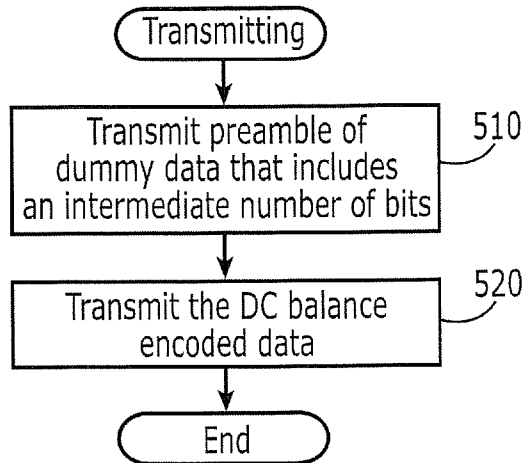 Transmitting
Transmit preamble of
dummy data that includes
an intermediate number of bits
510
Transmit the DC balance
encoded data
520
End